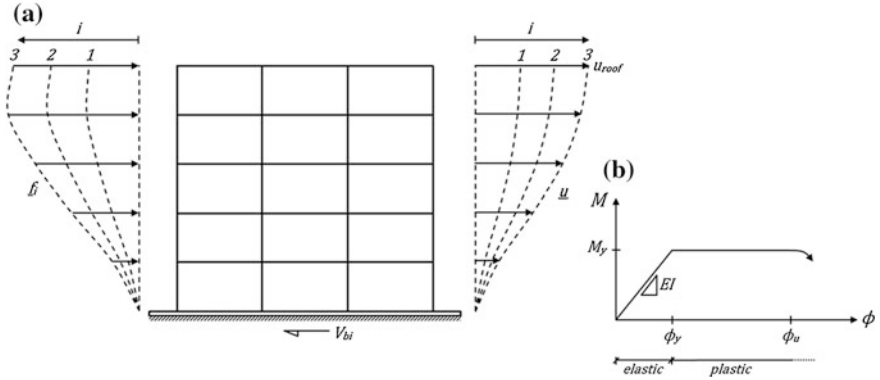 (a)
i
3 2 1
f_i
V_bi
i
1 2 3
u_roof
u
(b)
M
M_y
EI
ϕ_y ϕ_u ϕ
elastic plastic